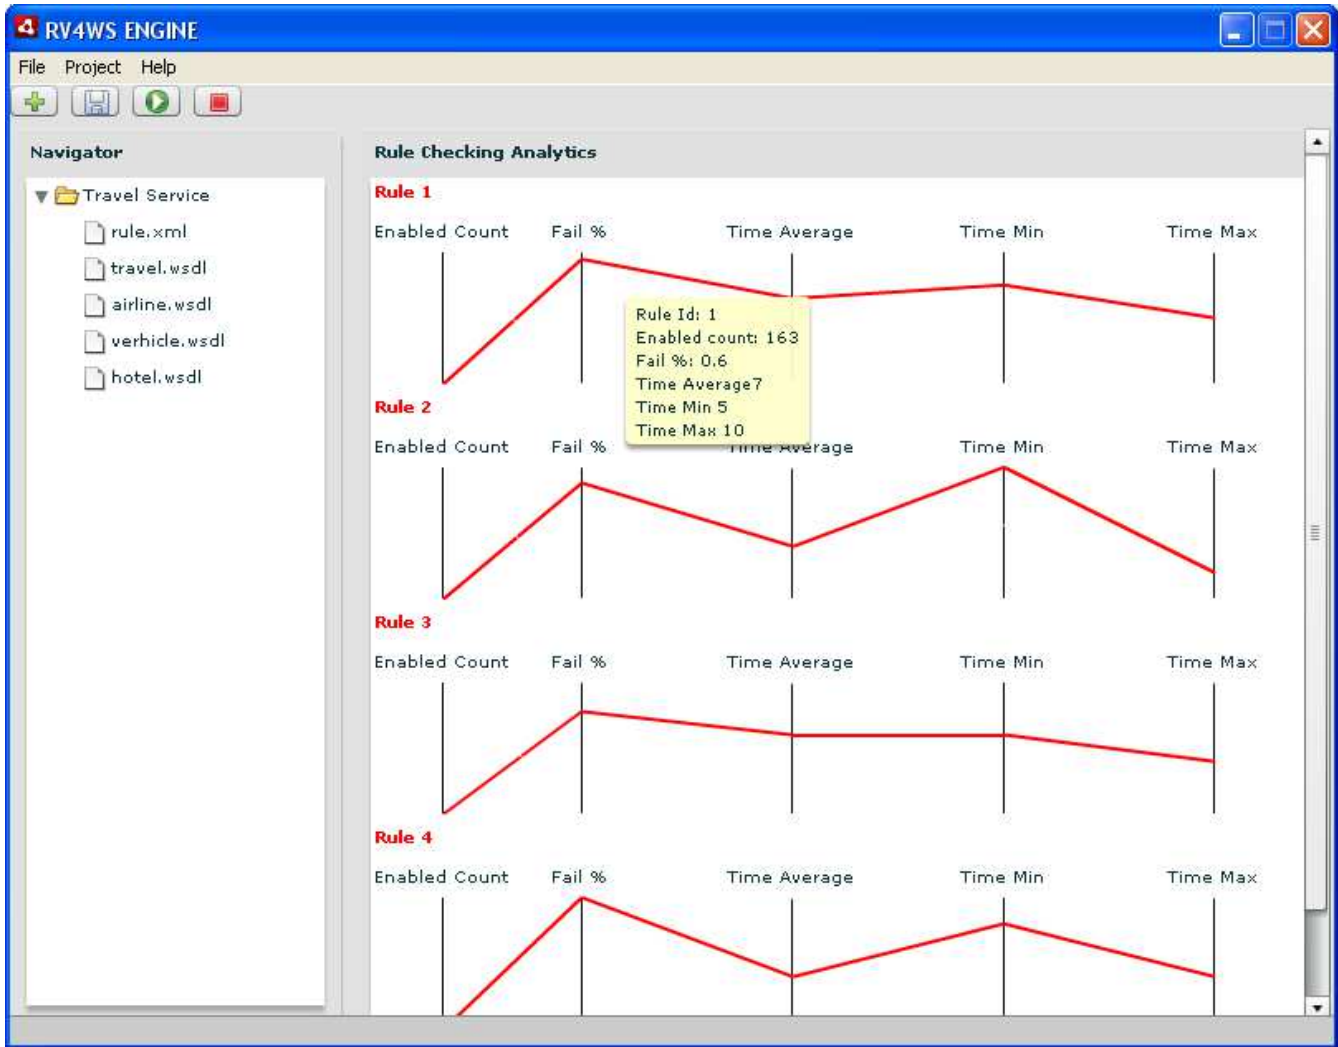 RV4WS ENGINE
File Project Help
Navigator
Travel Service
rule.xml
travel.wsdl
airline.wsdl
verhicle.wsdl
hotel.wsdl
Rule Checking Analytics
Rule 1
Enabled Count Fail % Time Average Time Min Time Max
Rule Id: 1
Enabled count: 163
Fail %: 0.6
Time Average7
Time Min 5
Time Max 10
Rule 2
Enabled Count Fail % Time Average Time Min Time Max
Rule 3
Enabled Count Fail % Time Average Time Min Time Max
Rule 4
Enabled Count Fail % Time Average Time Min Time Max